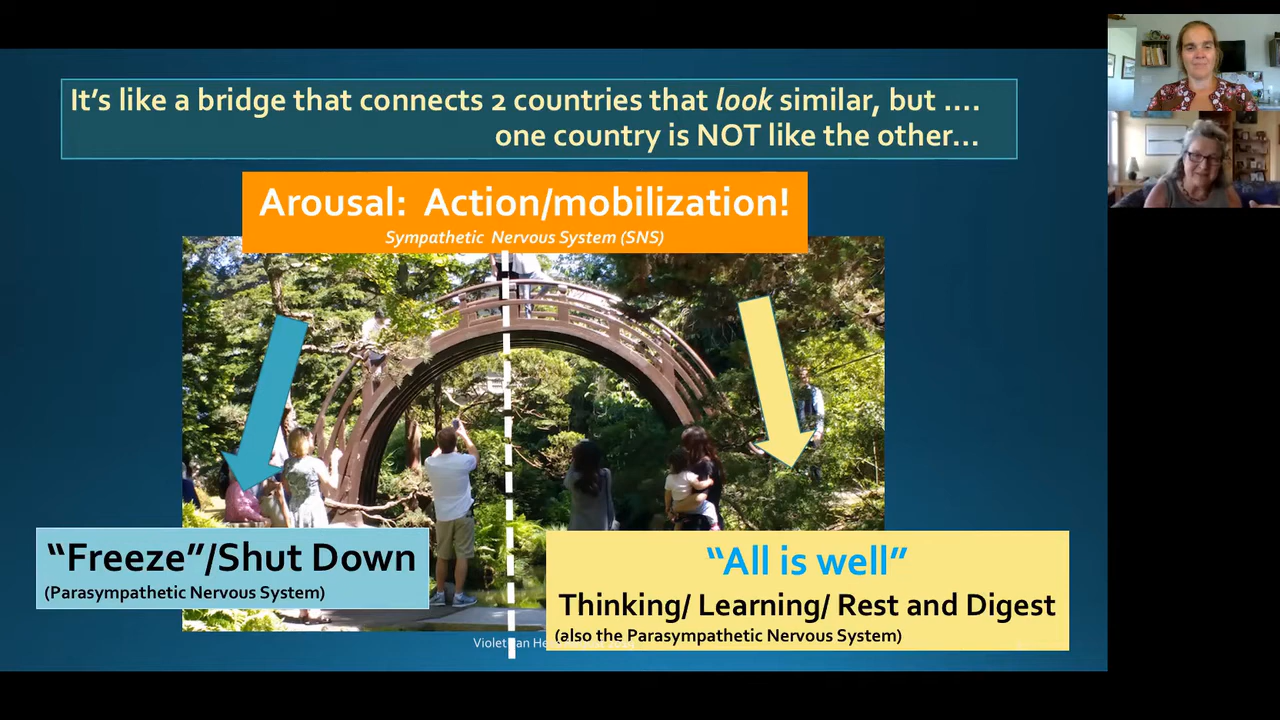 It's like a bridge that connects 2 countries that look similar, but ....
one country is NOT like the other...
Arousal: Action/mobilization!
Sympathetic Nervous System (SNS)
"Freeze"/Shut Down
(Parasympathetic Nervous System)
"All is well"
Thinking/ Learning/ Rest and Digest
(also the Parasympathetic Nervous System)
Violet